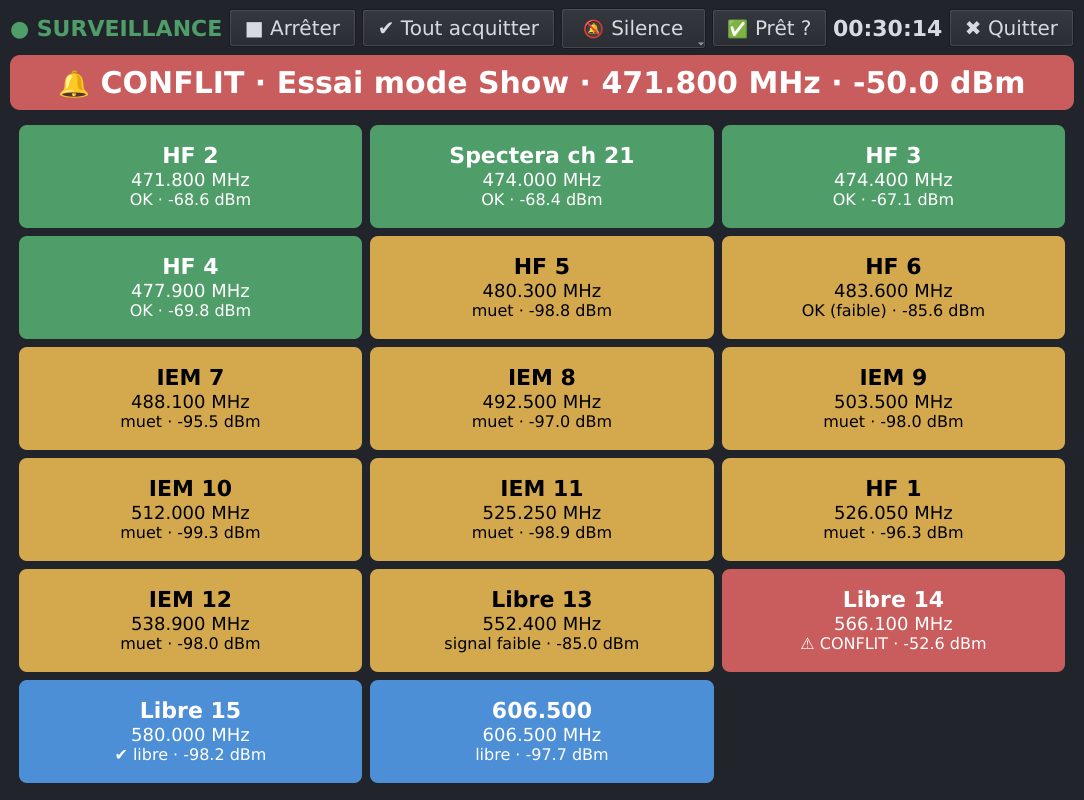 ● SURVEILLANCE ■ Arrêter ✔ Tout acquitter 🔕 Silence ✅ Prêt ? 00:30:14 ✖ Quitter
🔔 CONFLIT · Essai mode Show · 471.800 MHz · -50.0 dBm
HF 2
471.800 MHz
OK · -68.6 dBm
Spectera ch 21
474.000 MHz
OK · -68.4 dBm
HF 3
474.400 MHz
OK · -67.1 dBm
HF 4
477.900 MHz
OK · -69.8 dBm
HF 5
480.300 MHz
muet · -98.8 dBm
HF 6
483.600 MHz
OK (faible) · -85.6 dBm
IEM 7
488.100 MHz
muet · -95.5 dBm
IEM 8
492.500 MHz
muet · -97.0 dBm
IEM 9
503.500 MHz
muet · -98.0 dBm
IEM 10
512.000 MHz
muet · -99.3 dBm
IEM 11
525.250 MHz
muet · -98.9 dBm
HF 1
526.050 MHz
muet · -96.3 dBm
IEM 12
538.900 MHz
muet · -98.0 dBm
Libre 13
552.400 MHz
signal faible · -85.0 dBm
Libre 14
566.100 MHz
⚠ CONFLIT · -52.6 dBm
Libre 15
580.000 MHz
✔ libre · -98.2 dBm
606.500
606.500 MHz
libre · -97.7 dBm